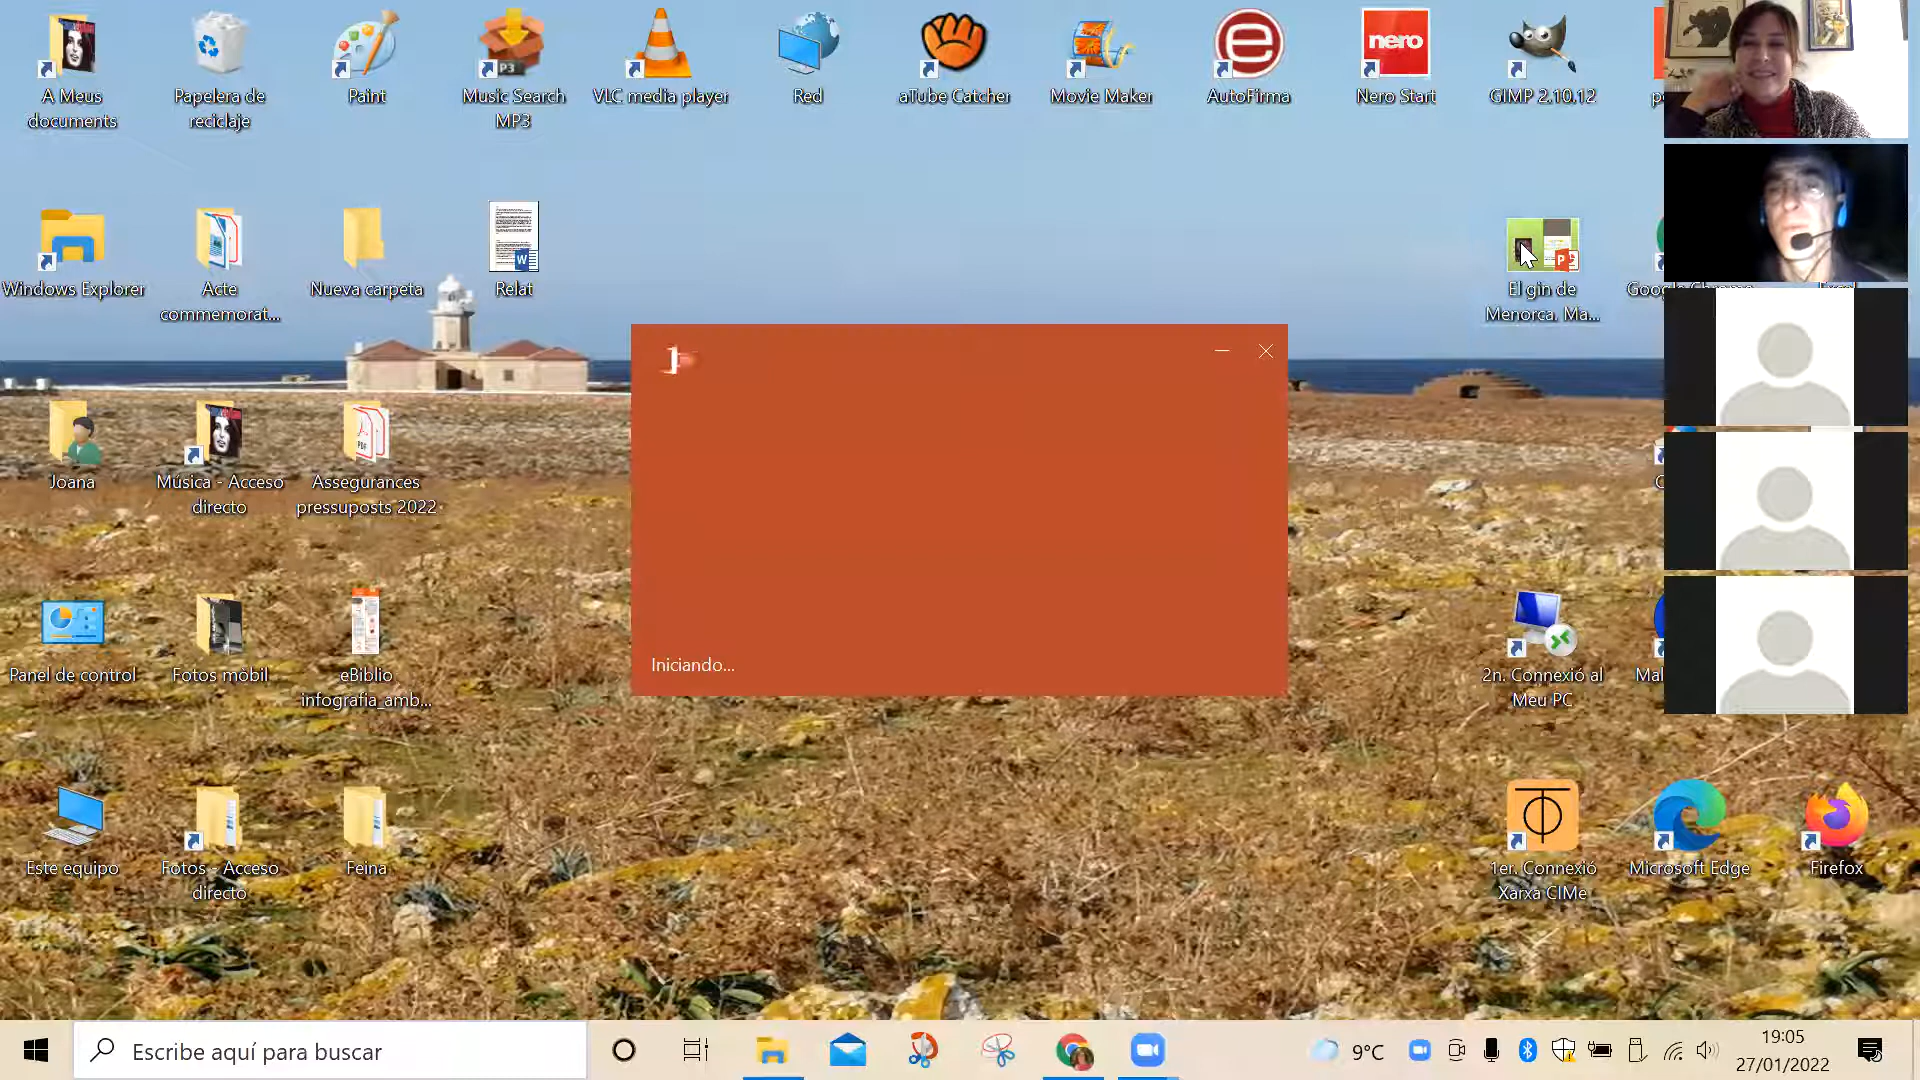 A Meus
documents
Papelera de
reciclaje
Paint
P3
Music Search
MP3
VLC media player
Red
aTube Catcher
Movie Maker
AutoFirma
nero
Nero Start
GIMP 2.10.12
Windows Explorer
Acte
commemorat...
Nueva carpeta
W
Relat
P
El gin de
Menorca. Ma...
Joana
Música - Acceso
directo
PDF
Assegurances
pressuposts 2022
Panel de control
Fotos mòbil
eBiblio
infografia_amb...
Iniciando...
2n. Connexió al
Meu PC
Mal
Este equipo
Fotos - Acceso
directo
Feina
1er. Connexió
Xarxa CIMe
Microsoft Edge
Firefox
Escribe aquí para buscar
9°C
19:05
27/01/2022